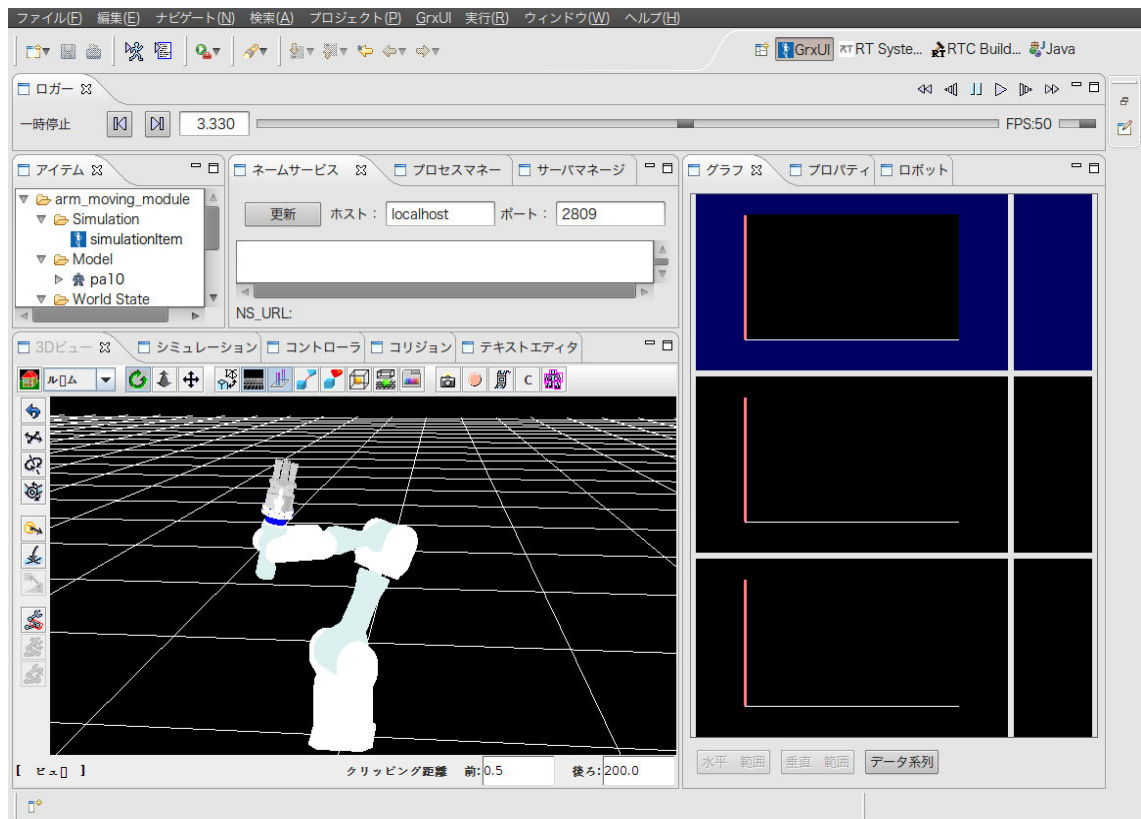 ファイル(F) 編集(E) ナビゲート(N) 検索(A) プロジェクト(P) GrxUI 実行(R) ウィンドウ(W) ヘルプ(H)
GrxUI RT Syste... RTC Build... Java
ロガー
一時停止 3.330 FPS:50
アイテム
arm_moving_module
Simulation
simulationItem
Model
pa10
World State
ネームサービス プロセスマネー サーバマネージ
更新 ホスト： localhost ポート： 2809
NS_URL:
グラフ プロパティ ロボット
3Dビュー シミュレーション コントローラ コリジョン テキストエディタ
C
クリッピング距離 前: 0.5 後ろ: 200.0
水平 範囲 垂直 範囲 データ系列